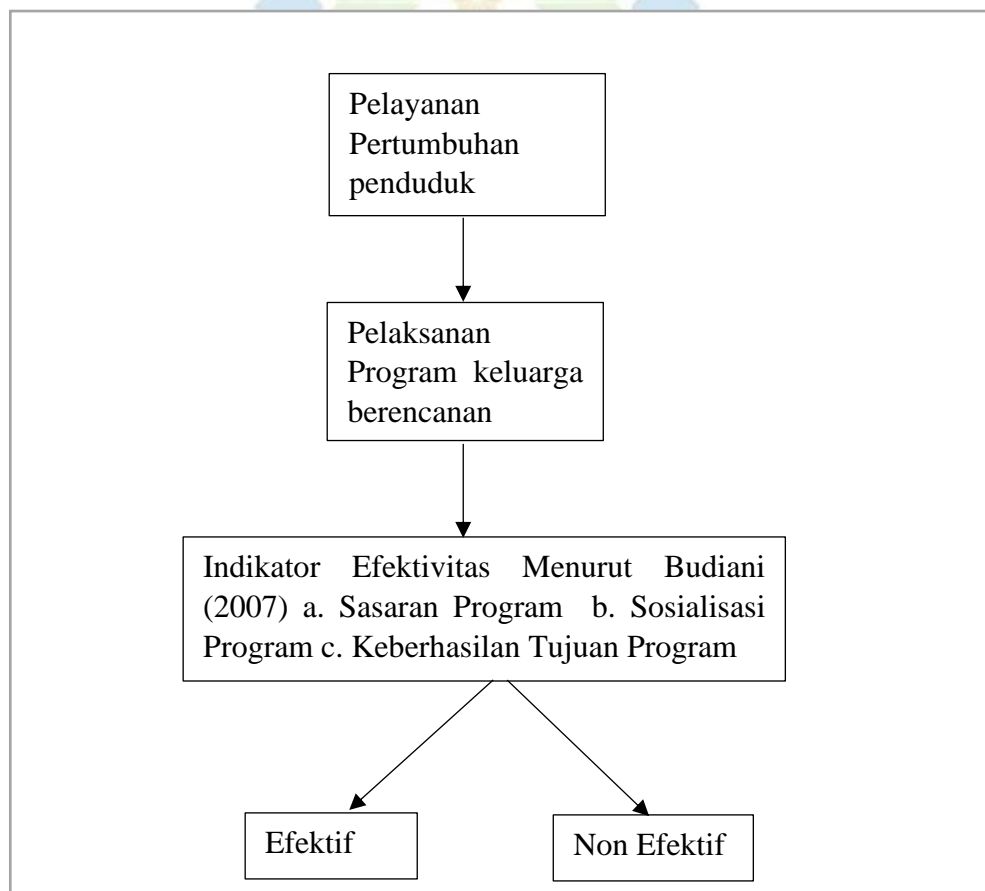 Pelayanan
Pertumbuhan
penduduk
Pelaksanan
Program keluarga
berencanan
Indikator Efektivitas Menurut Budiani
(2007) a. Sasaran Program b. Sosialisasi
Program c. Keberhasilan Tujuan Program
Efektif
Non Efektif